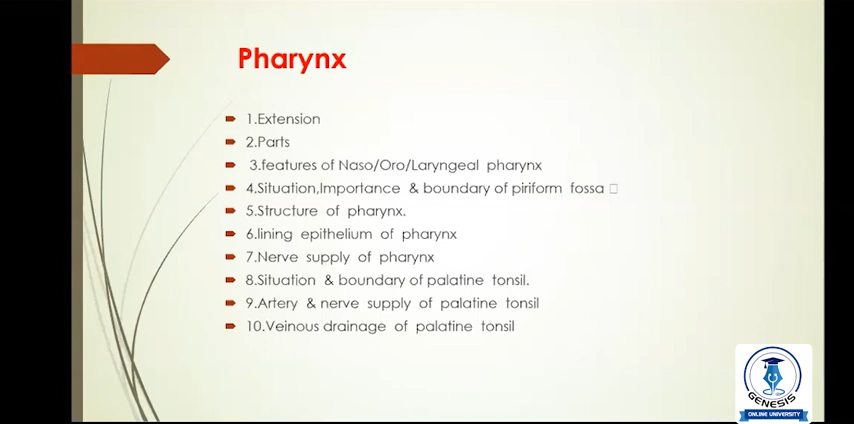 Pharynx
1.Extension
2.Parts
3.features of Naso/Oro/Laryngeal pharynx
4.Situation,Importance & boundary of piriform fossa □
5.Structure of pharynx.
6.lining epithelium of pharynx
7.Nerve supply of pharynx
8.Situation & boundary of palatine tonsil.
9.Artery & nerve supply of palatine tonsil
10.Veinous drainage of palatine tonsil
GENESIS
ONLINE UNIVERSITY